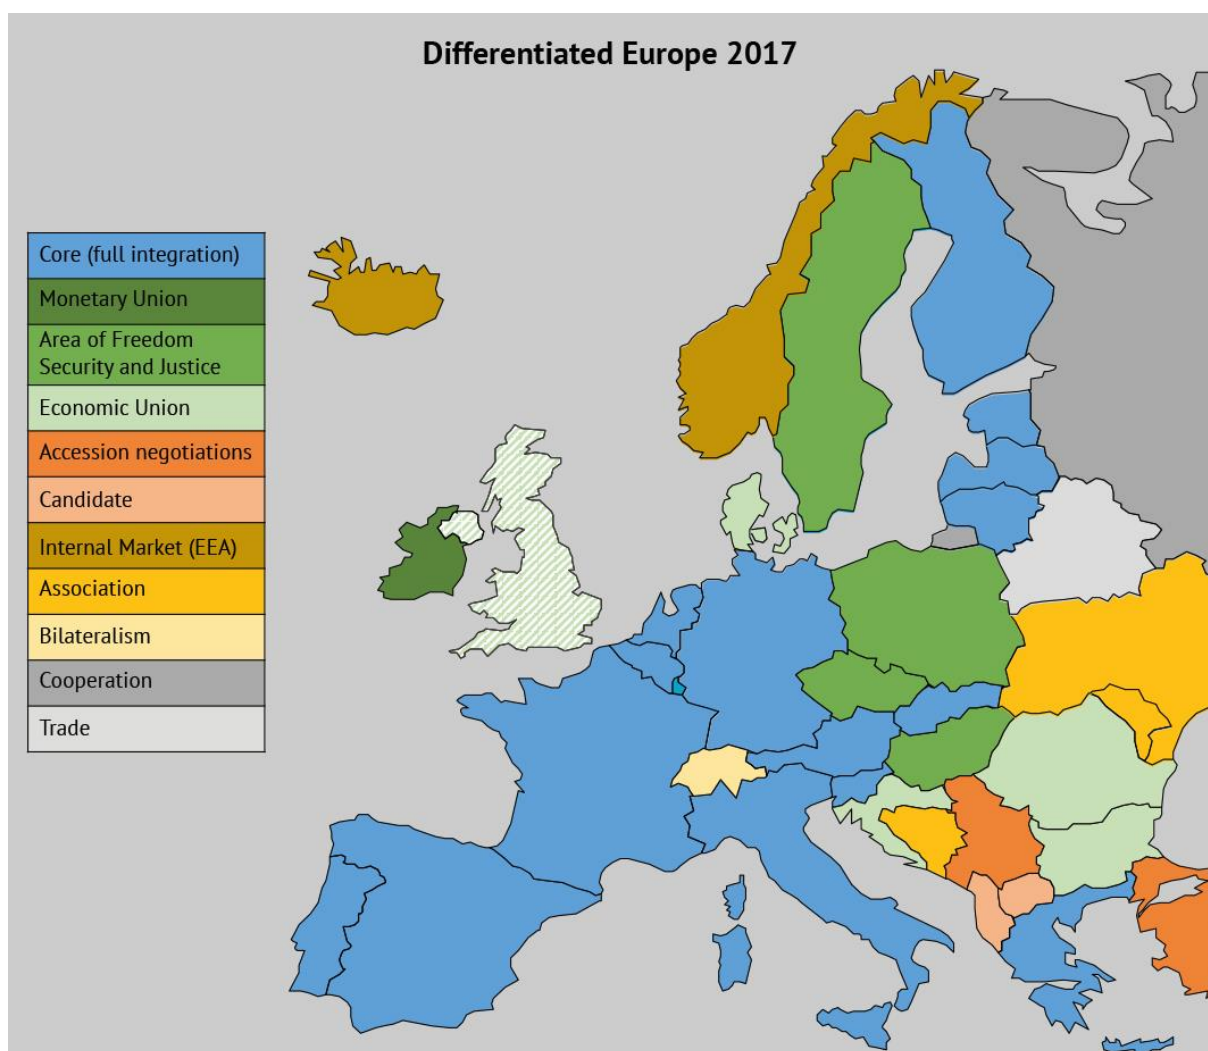 Differentiated Europe 2017
Core (full integration)
Monetary Union
Area of Freedom
Security and Justice
Economic Union
Accession negotiations
Candidate
Internal Market (EEA)
Association
Bilateralism
Cooperation
Trade